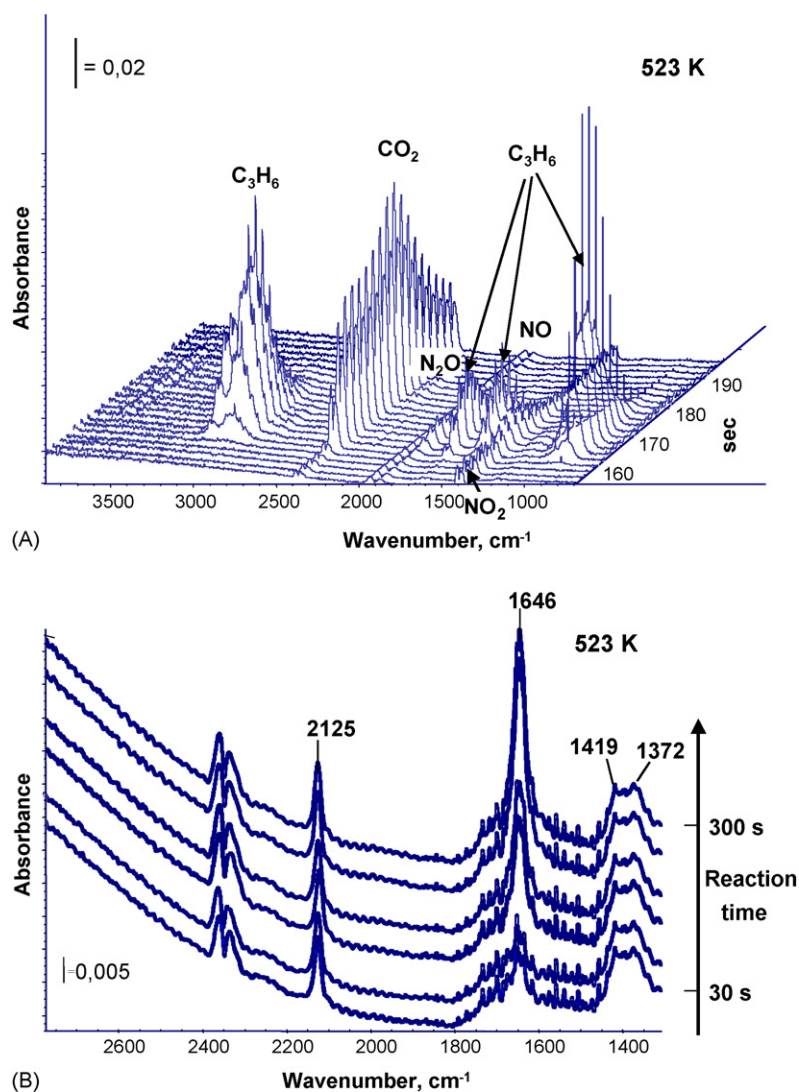 = 0,02
523 K
CO₂
C₃H₆
C₃H₆
NO
N₂O
Absorbance
190
180
170
160
sec
NO₂
3500 3000 2500 2000 1500 1000
(A)
Wavenumber, cm⁻¹
1646
523 K
2125
1419
1372
Absorbance
300 s
Reaction
time
=0,005
30 s
2600 2400 2200 2000 1800 1600 1400
(B)
Wavenumber, cm⁻¹